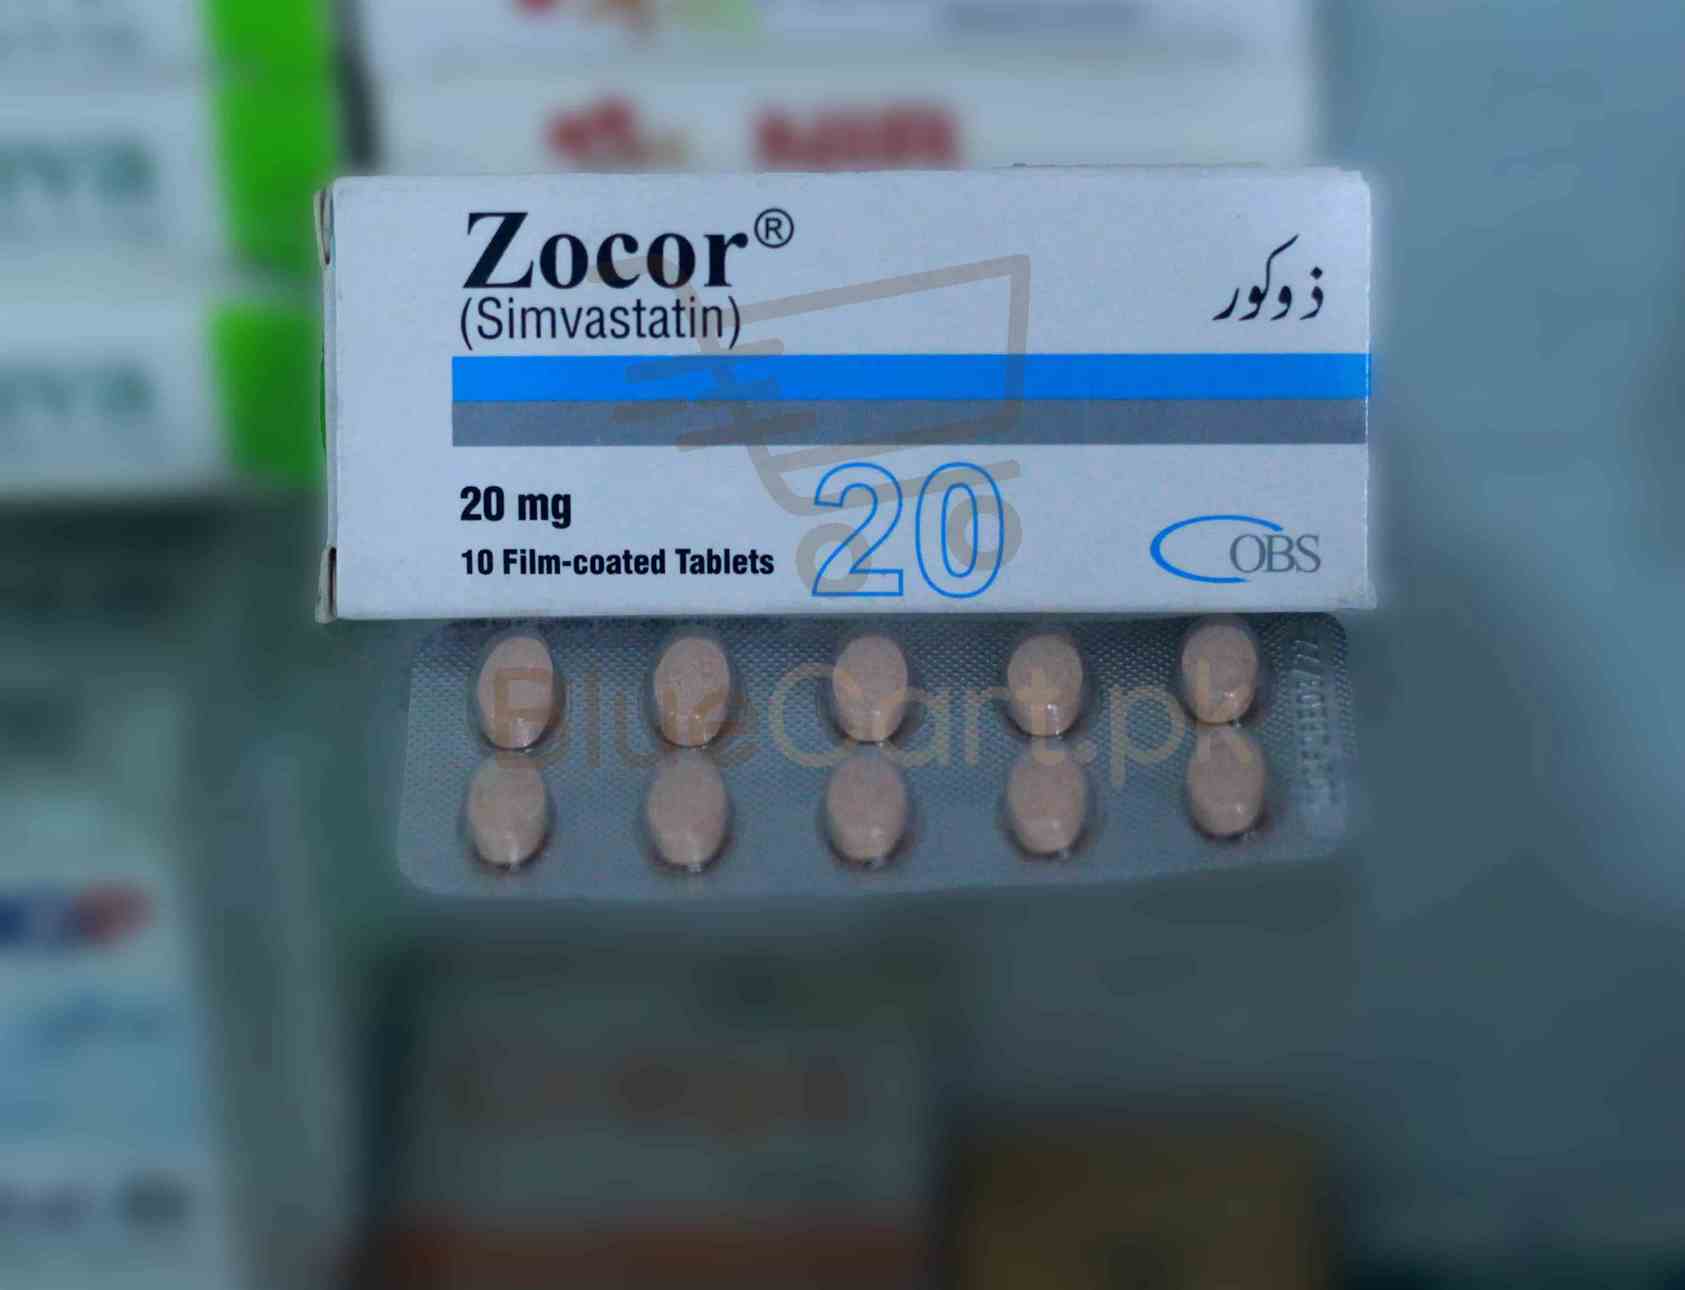 Zocor®
ذوکور
(Simvastatin)
20 mg
20
10 Film-coated Tablets
OBS
BlueCart.pk